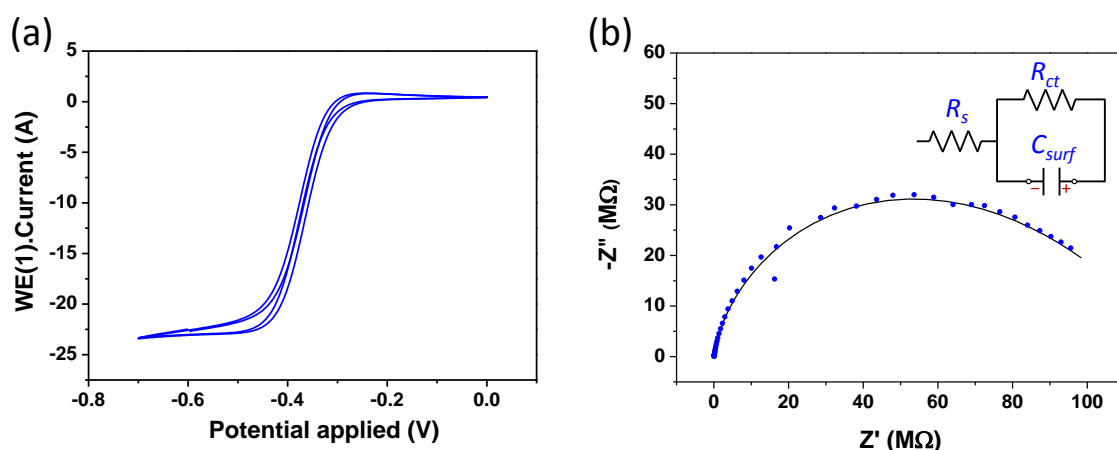 (a)
5
0
-5
-10
-15
-20
-25
WE(1).Current (A)
-0.8
-0.6
-0.4
-0.2
0.0
Potential applied (V)
(b)
60
50
40
30
20
10
0
-Z" (MΩ)
R_ct
R_s
C_surf
− +
0
20
40
60
80
100
Z' (MΩ)